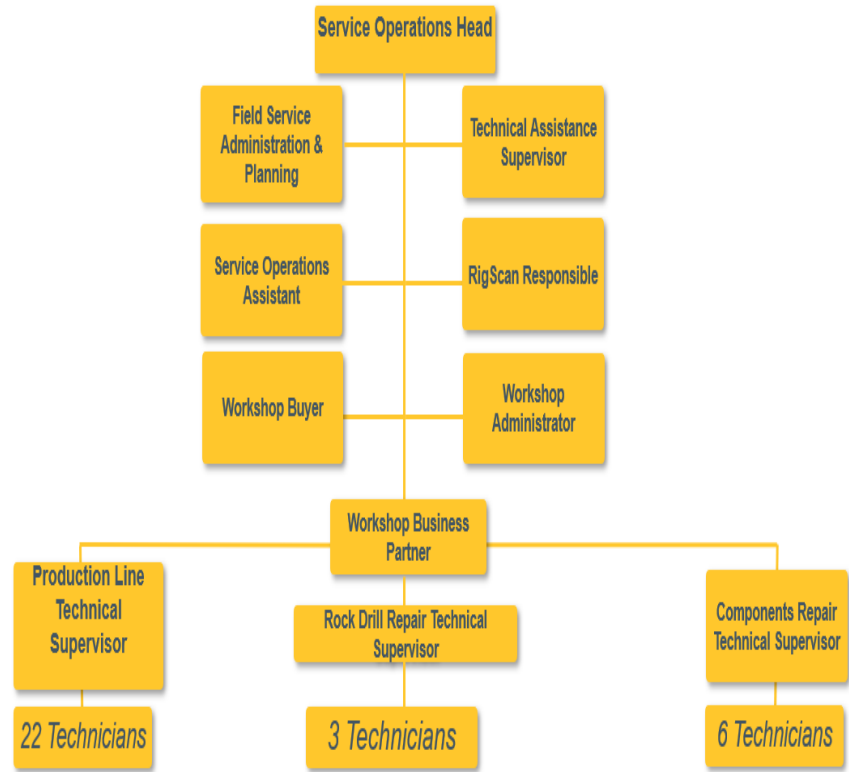 Service Operations Head
Field Service
Administration &
Planning
Technical Assistance
Supervisor
Service Operations
Assistant
RigScan Responsible
Workshop Buyer
Workshop
Administrator
Workshop Business
Partner
Production Line
Technical
Supervisor
Rock Drill Repair Technical
Supervisor
Components Repair
Technical Supervisor
22 Technicians
3 Technicians
6 Technicians